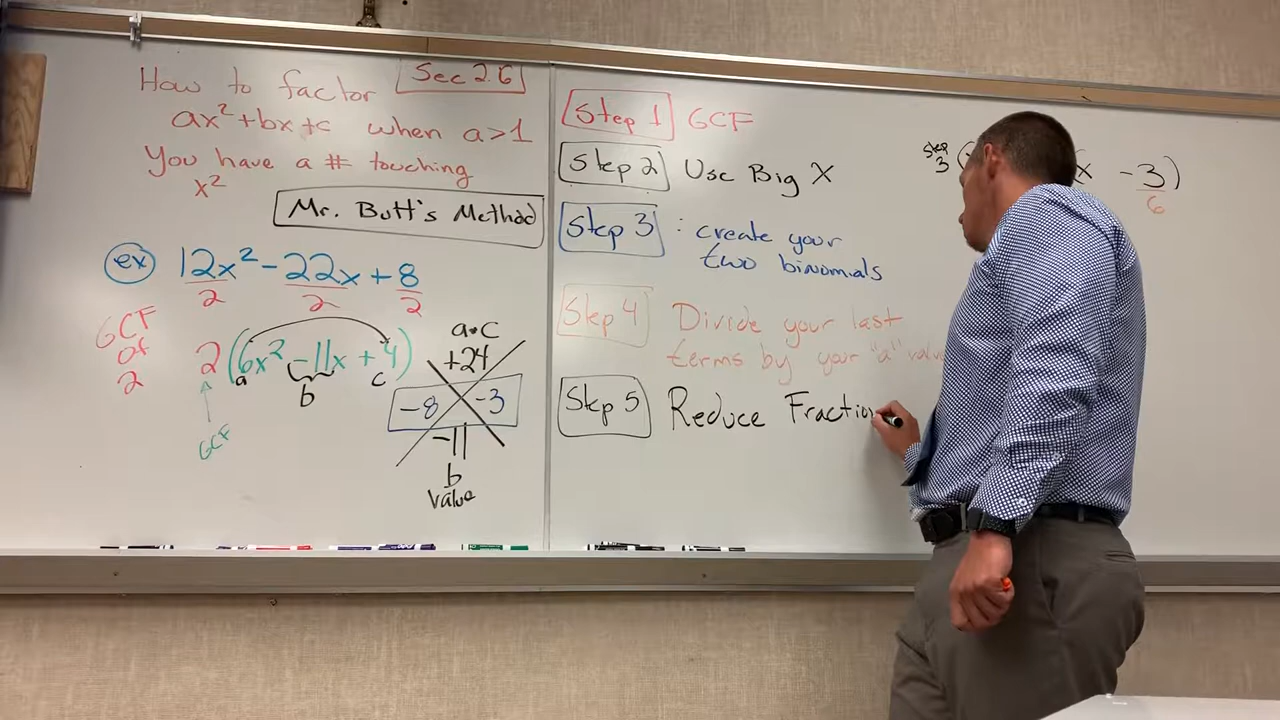 How to factor
Sec 2.6
ax²+bx+c when a>1
You have a # touching
x²
Mr. Butt's Method
ex 12x² - 22x + 8
2 2 2
GCF
of
2
2(6x² - 11x + 4)
a b c
GCF
a·c
+24
-8 -3
-11
b
value
Step 1 GCF
Step 2 Use Big X
Step 3 : create your
two binomials
Step 4 Divide your last
terms by your "a" valu
Step 5 Reduce Fraction
step
3
(x - 3)
6